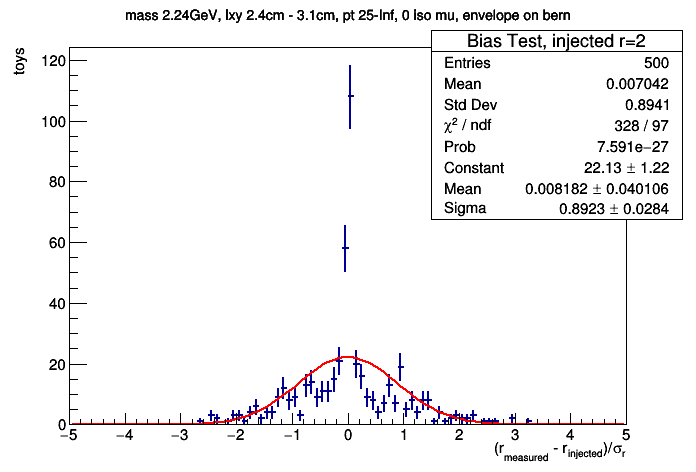 mass 2.24GeV, lxy 2.4cm - 3.1cm, pt 25-Inf, 0 Iso mu, envelope on bern
Bias Test, injected r=2
Entries 500
Mean 0.007042
Std Dev 0.8941
χ² / ndf 328 / 97
Prob 7.591e−27
Constant 22.13 ± 1.22
Mean 0.008182 ± 0.040106
Sigma 0.8923 ± 0.0284
toys
120
100
80
60
40
20
0
−5 −4 −3 −2 −1 0 1 2 3 4 5
(r_measured - r_injected)/σ_r